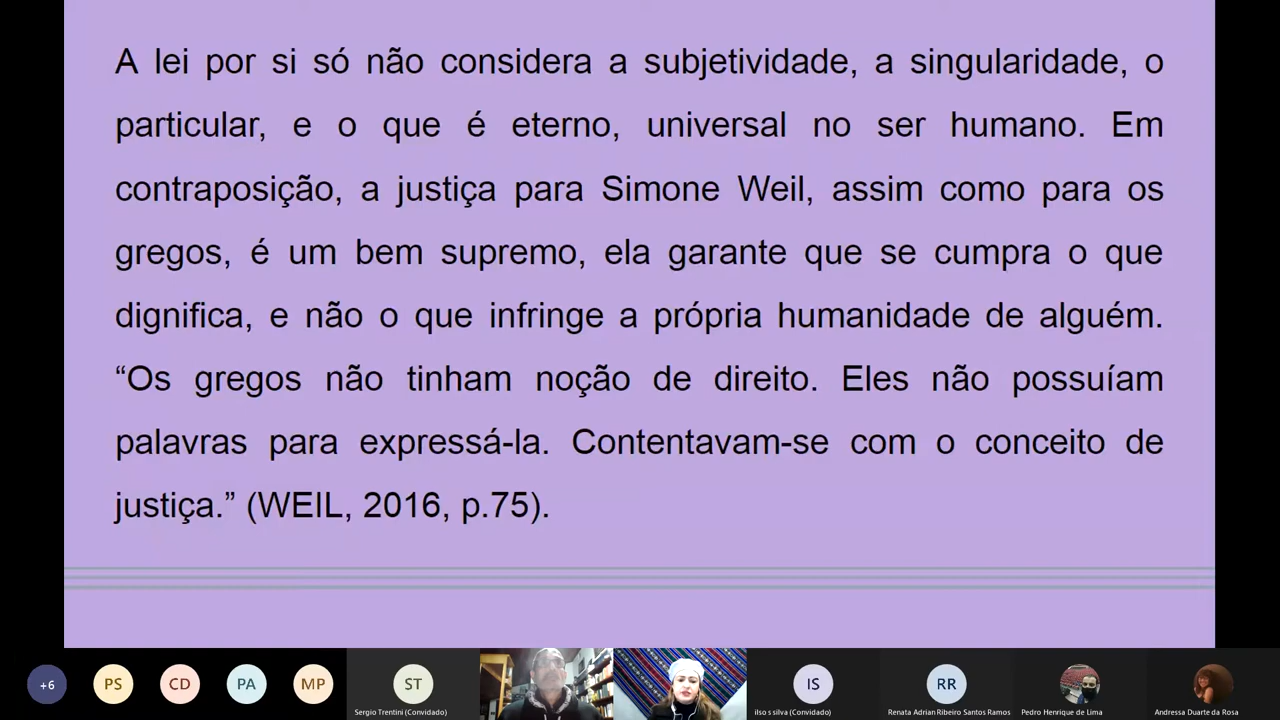 A lei por si só não considera a subjetividade, a singularidade, o
particular, e o que é eterno, universal no ser humano. Em
contraposição, a justiça para Simone Weil, assim como para os
gregos, é um bem supremo, ela garante que se cumpra o que
dignifica, e não o que infringe a própria humanidade de alguém.
“Os gregos não tinham noção de direito. Eles não possuíam
palavras para expressá-la. Contentavam-se com o conceito de
justiça.” (WEIL, 2016, p.75).
+6 PS CD PA MP ST IS RR
Sergio Trentini (Convidado) ilso s silva (Convidado) Renata Adrian Ribeiro Santos Ramos Pedro Henrique de Lima Andressa Duarte da Rosa